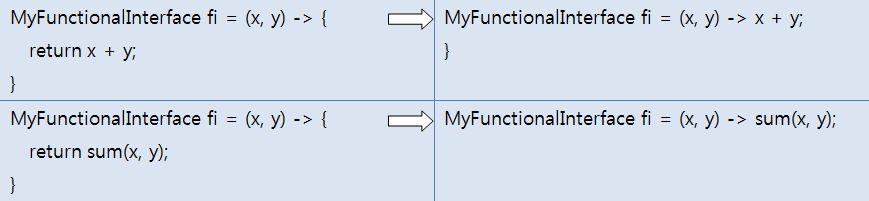 MyFunctionalInterface fi = (x, y) -> {
return x + y;
}
MyFunctionalInterface fi = (x, y) -> x + y;
}
MyFunctionalInterface fi = (x, y) -> {
return sum(x, y);
}
MyFunctionalInterface fi = (x, y) -> sum(x, y);